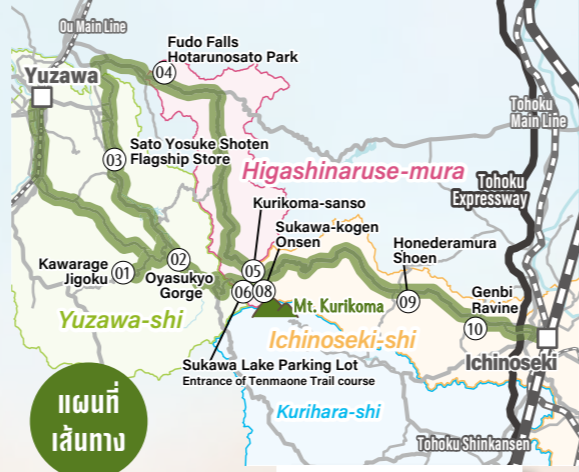 Ou Main Line
Yuzawa
Fudo Falls
Hotarunosato Park
04
Tohoku
Main Line
03
Sato Yosuke Shoten
Flagship Store
Higashinaruse-mura
Tohoku
Expressway
Kurikoma-sanso
Sukawa-kogen
Onsen
Honederamura
Shoen
Kawarage
Jigoku
01
02
Oyasukyo
Gorge
05
06
08
09
Genbi
Ravine
10
Mt. Kurikoma
Yuzawa-shi
Ichinoseki-shi
Ichinoseki
Sukawa Lake Parking Lot
Entrance of Tenmaone Trail course
Kurihara-shi
แผนที่
เส้นทาง
Tohoku Shinkansen